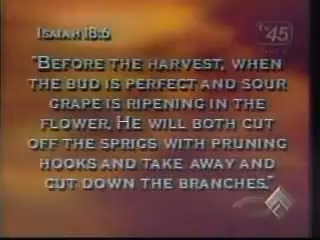 ISAIAH 18:6
45
"BEFORE THE HARVEST, WHEN
THE BUD IS PERFECT AND SOUR
GRAPE IS RIPENING IN THE
FLOWER, HE WILL BOTH CUT
OFF THE SPRIGS WITH PRUNING
HOOKS AND TAKE AWAY AND
CUT DOWN THE BRANCHES."